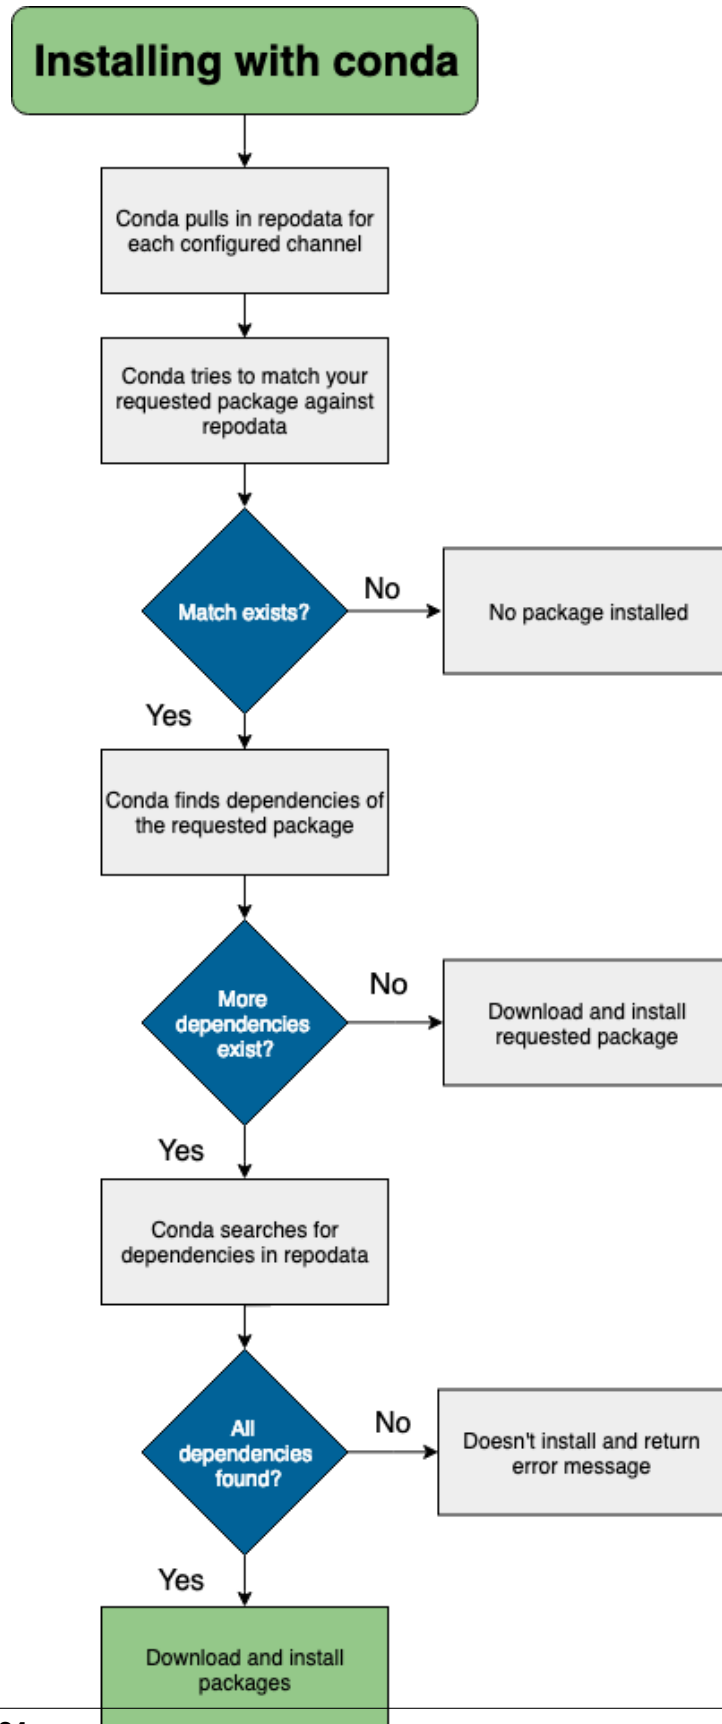 Installing with conda
Conda pulls in repodata for
each configured channel
Conda tries to match your
requested package against
repodata
Match exists?
No
No package installed
Yes
Conda finds dependencies of
the requested package
More
dependencies
exist?
No
Download and install
requested package
Yes
Conda searches for
dependencies in repodata
All
dependencies
found?
No
Doesn't install and return
error message
Yes
Download and install
packages